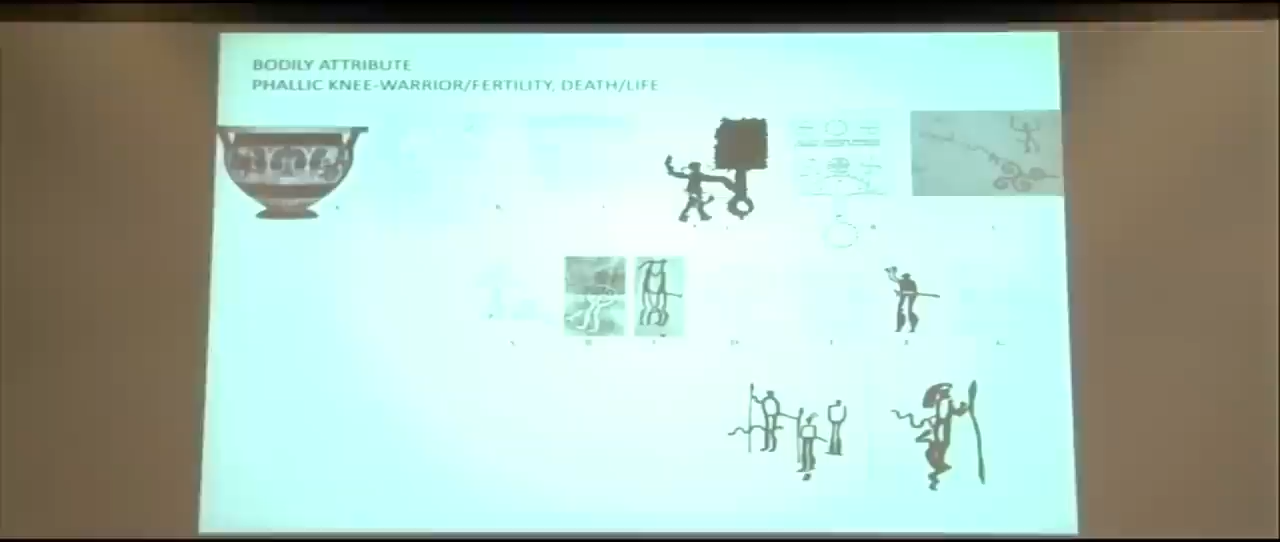 BODILY ATTRIBUTE
PHALLIC KNEE-WARRIOR/FERTILITY, DEATH/LIFE